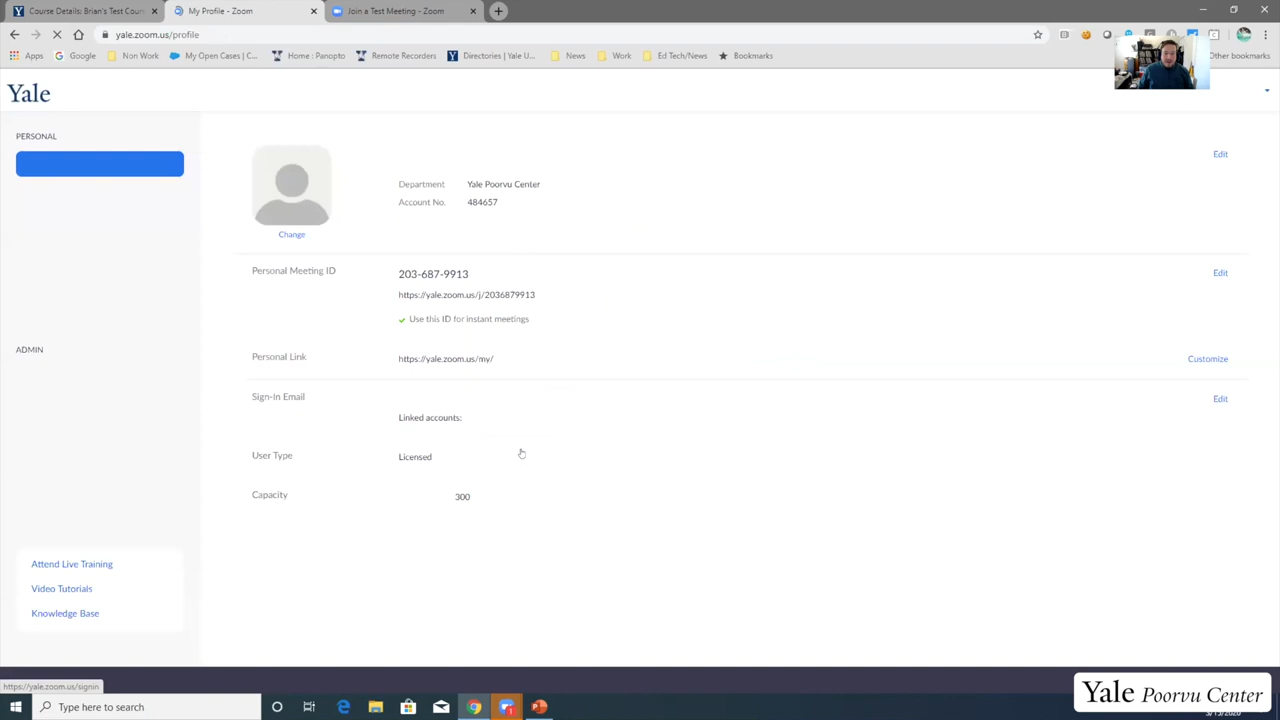 Course Details: Brian's Test Cours
My Profile - Zoom
Join a Test Meeting - Zoom
yale.zoom.us/profile
Apps
Google
Non Work
My Open Cases | C...
Home : Panopto
Remote Recorders
Directories | Yale U...
News
Work
Ed Tech/News
Bookmarks
Other bookmarks
Yale
PERSONAL
Edit
Department Yale Poorvu Center
Account No. 484657
Change
Personal Meeting ID 203-687-9913 Edit
https://yale.zoom.us/j/2036879913
Use this ID for instant meetings
Personal Link https://yale.zoom.us/my/ Customize
ADMIN
Sign-In Email Edit
Linked accounts:
User Type Licensed
Capacity 300
Attend Live Training
Video Tutorials
Knowledge Base
https://yale.zoom.us/signin
Yale Poorvu Center
Type here to search
1